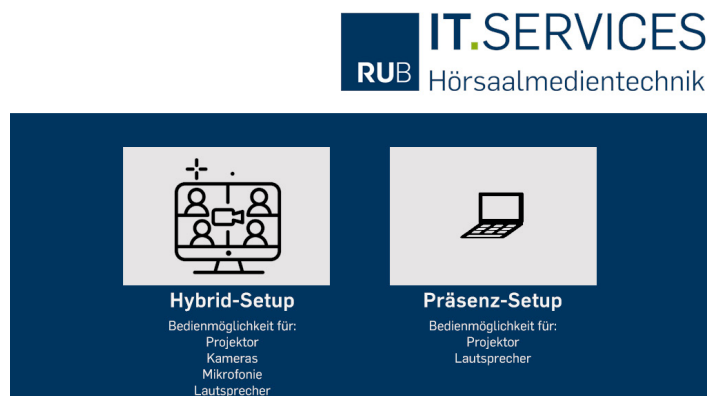 IT.SERVICES
RUB
Hörsaalmedientechnik
Hybrid-Setup
Bedienmöglichkeit für:
Projektor
Kameras
Mikrofonie
Lautsprecher
Präsenz-Setup
Bedienmöglichkeit für:
Projektor
Lautsprecher